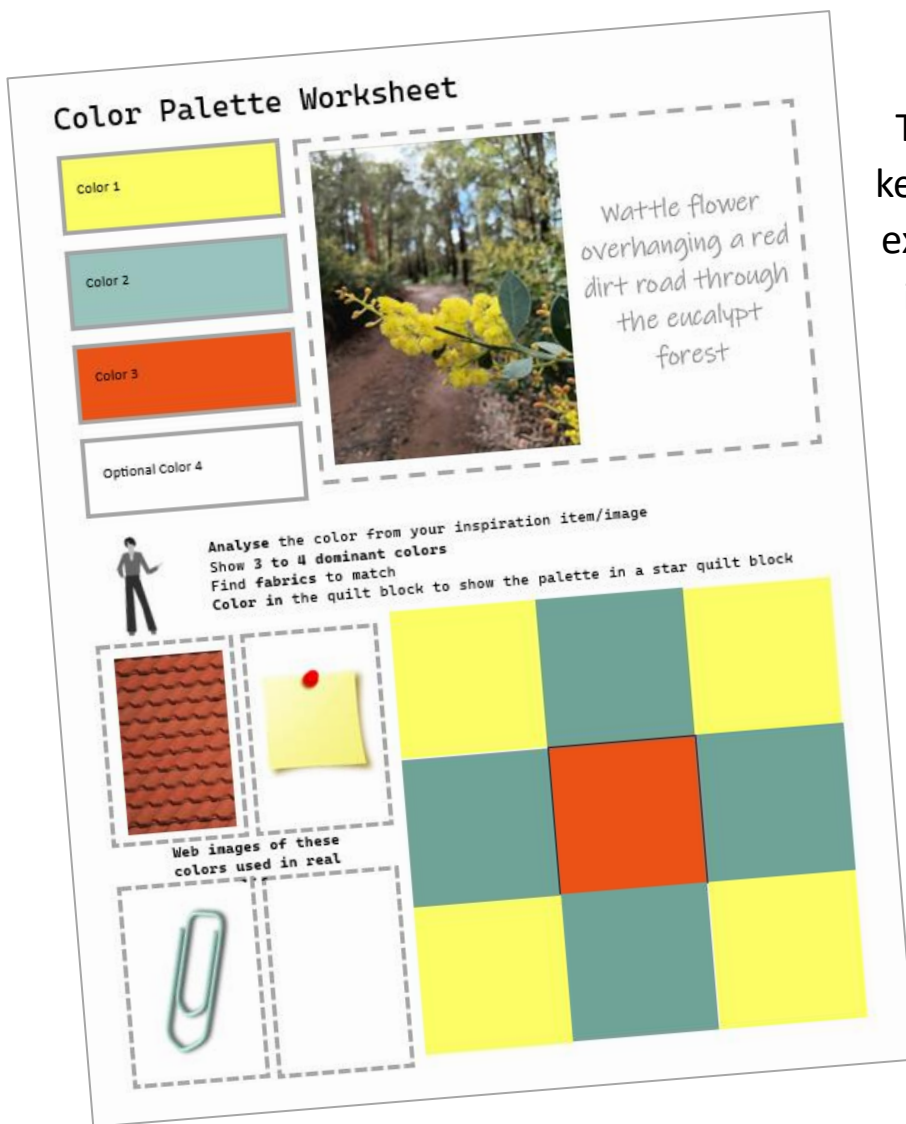 Color Palette Worksheet
Color 1
Color 2
Color 3
Optional Color 4
Wattle flower
overhanging a red
dirt road through
the eucalypt
forest
Analyse the color from your inspiration item/image
Show 3 to 4 dominant colors
Find fabrics to match
Color in the quilt block to show the palette in a star quilt block
Web images of these
colors used in real